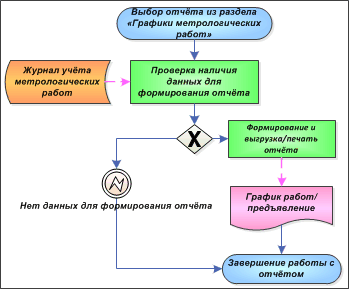 Выбор отчёта из раздела
«Графики метрологических
работ»
Журнал учёта
метрологических
работ
Проверка наличия
данных для
формирования отчёта
X
Формирование и
выгрузка/печать
отчёта
Нет данных для формирования отчёта
График работ/
предъявление
Завершение работы с
отчётом